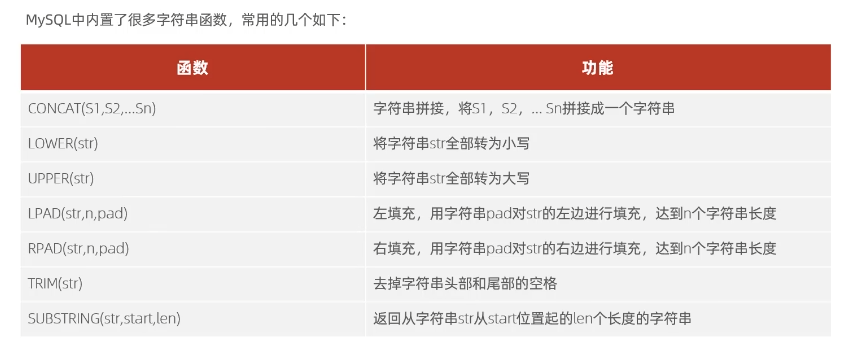 MySQL中内置了很多字符串函数，常用的几个如下：
函数 功能
CONCAT(S1,S2,...Sn) 字符串拼接，将S1，S2，... Sn拼接成一个字符串
LOWER(str) 将字符串str全部转为小写
UPPER(str) 将字符串str全部转为大写
LPAD(str,n,pad) 左填充，用字符串pad对str的左边进行填充，达到n个字符串长度
RPAD(str,n,pad) 右填充，用字符串pad对str的右边进行填充，达到n个字符串长度
TRIM(str) 去掉字符串头部和尾部的空格
SUBSTRING(str,start,len) 返回从字符串str从start位置起的len个长度的字符串